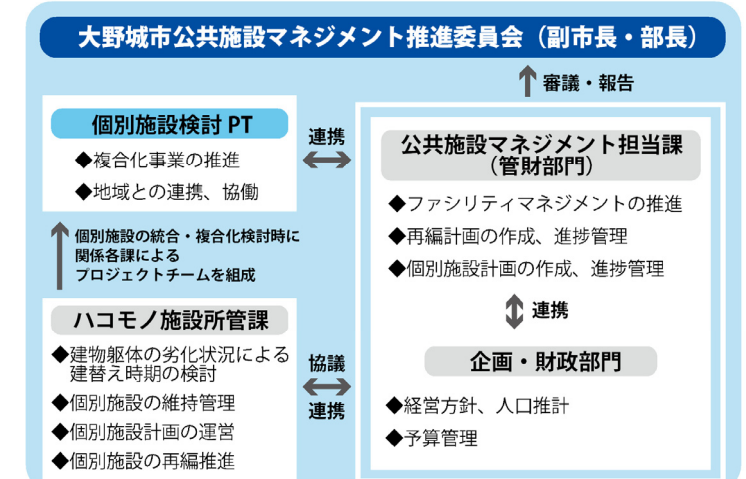 大野城市公共施設マネジメント推進委員会（副市長・部長）
審議・報告
個別施設検討 PT
◆複合化事業の推進
◆地域との連携、協働
連携
公共施設マネジメント担当課
（管財部門）
◆ファシリティマネジメントの推進
◆再編計画の作成、進捗管理
◆個別施設計画の作成、進捗管理
個別施設の統合・複合化検討時に
関係各課による
プロジェクトチームを組成
連携
ハコモノ施設所管課
◆建物躯体の劣化状況による
建替え時期の検討
◆個別施設の維持管理
◆個別施設計画の運営
◆個別施設の再編推進
協議
連携
企画・財政部門
◆経営方針、人口推計
◆予算管理